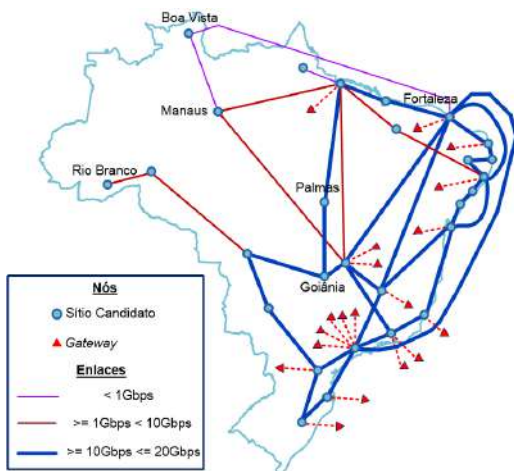 Boa Vista
Fortaleza
Manaus
Rio Branco
Palmas
Goiânia
Nós
Sítio Candidato
Gateway
Enlaces
< 1Gbps
>= 1Gbps < 10Gbps
>= 10Gbps <= 20Gbps